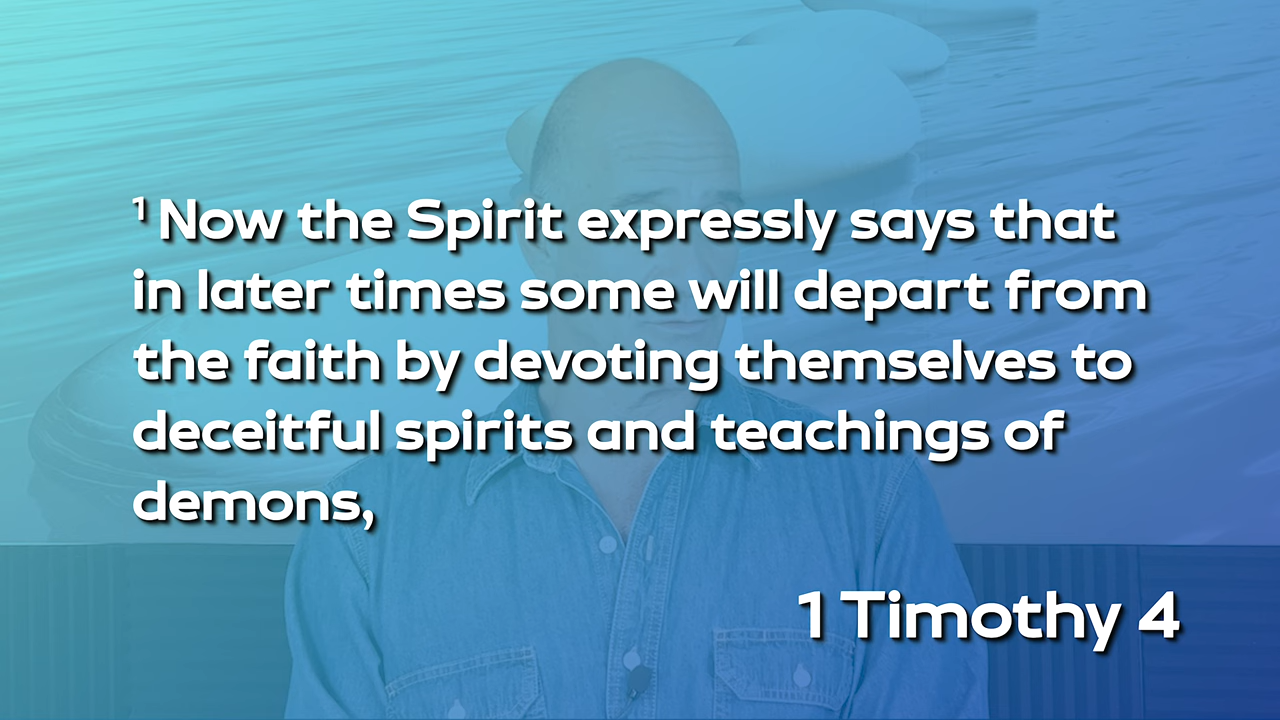 ¹ Now the Spirit expressly says that
in later times some will depart from
the faith by devoting themselves to
deceitful spirits and teachings of
demons,
1 Timothy 4